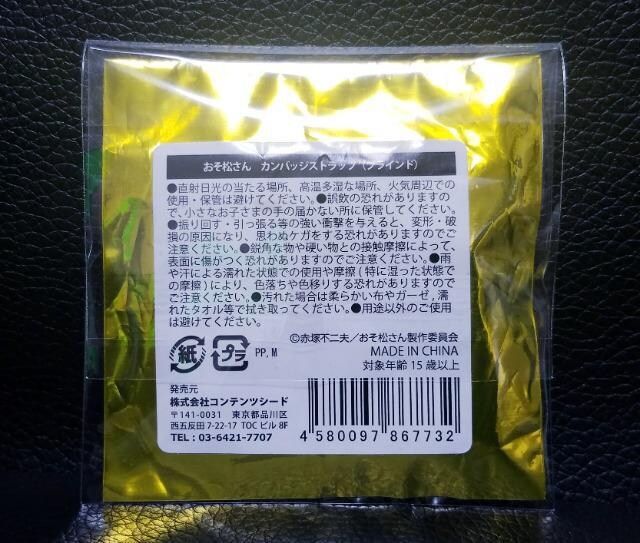 おそ松さん カンバッジストラップ（ブラインド）
●直射日光の当たる場所、高温多湿な場所、火気周辺での
使用・保管は避けてください。●誤飲の恐れがありますの
で、小さなお子さまの手の届かない所に保管してください。
●振り回す・引っ張る等の強い衝撃を与えると、変形・破
損の原因になり、思わぬケガをする恐れがありますのでご
注意ください。●鋭角な物や硬い物との接触摩擦によって、
表面に傷がつく恐れがありますのでご注意ください。●雨
や汗による濡れた状態での使用や摩擦(特に湿った状態で
の摩擦)により、色落ちや色移りする恐れがありますので
ご注意ください。●汚れた場合は柔らかい布やガーゼ,濡
れたタオル等で拭き取ってください。●用途以外のご使用
は避けてください。
©赤塚不二夫／おそ松さん製作委員会
MADE IN CHINA
対象年齢 15 歳以上
紙 プラ PP, M
発売元
株式会社コンテンツシード
〒141-0031 東京都品川区
西五反田 7-22-17 TOC ビル 8F
TEL : 03-6421-7707
4 580097 867732